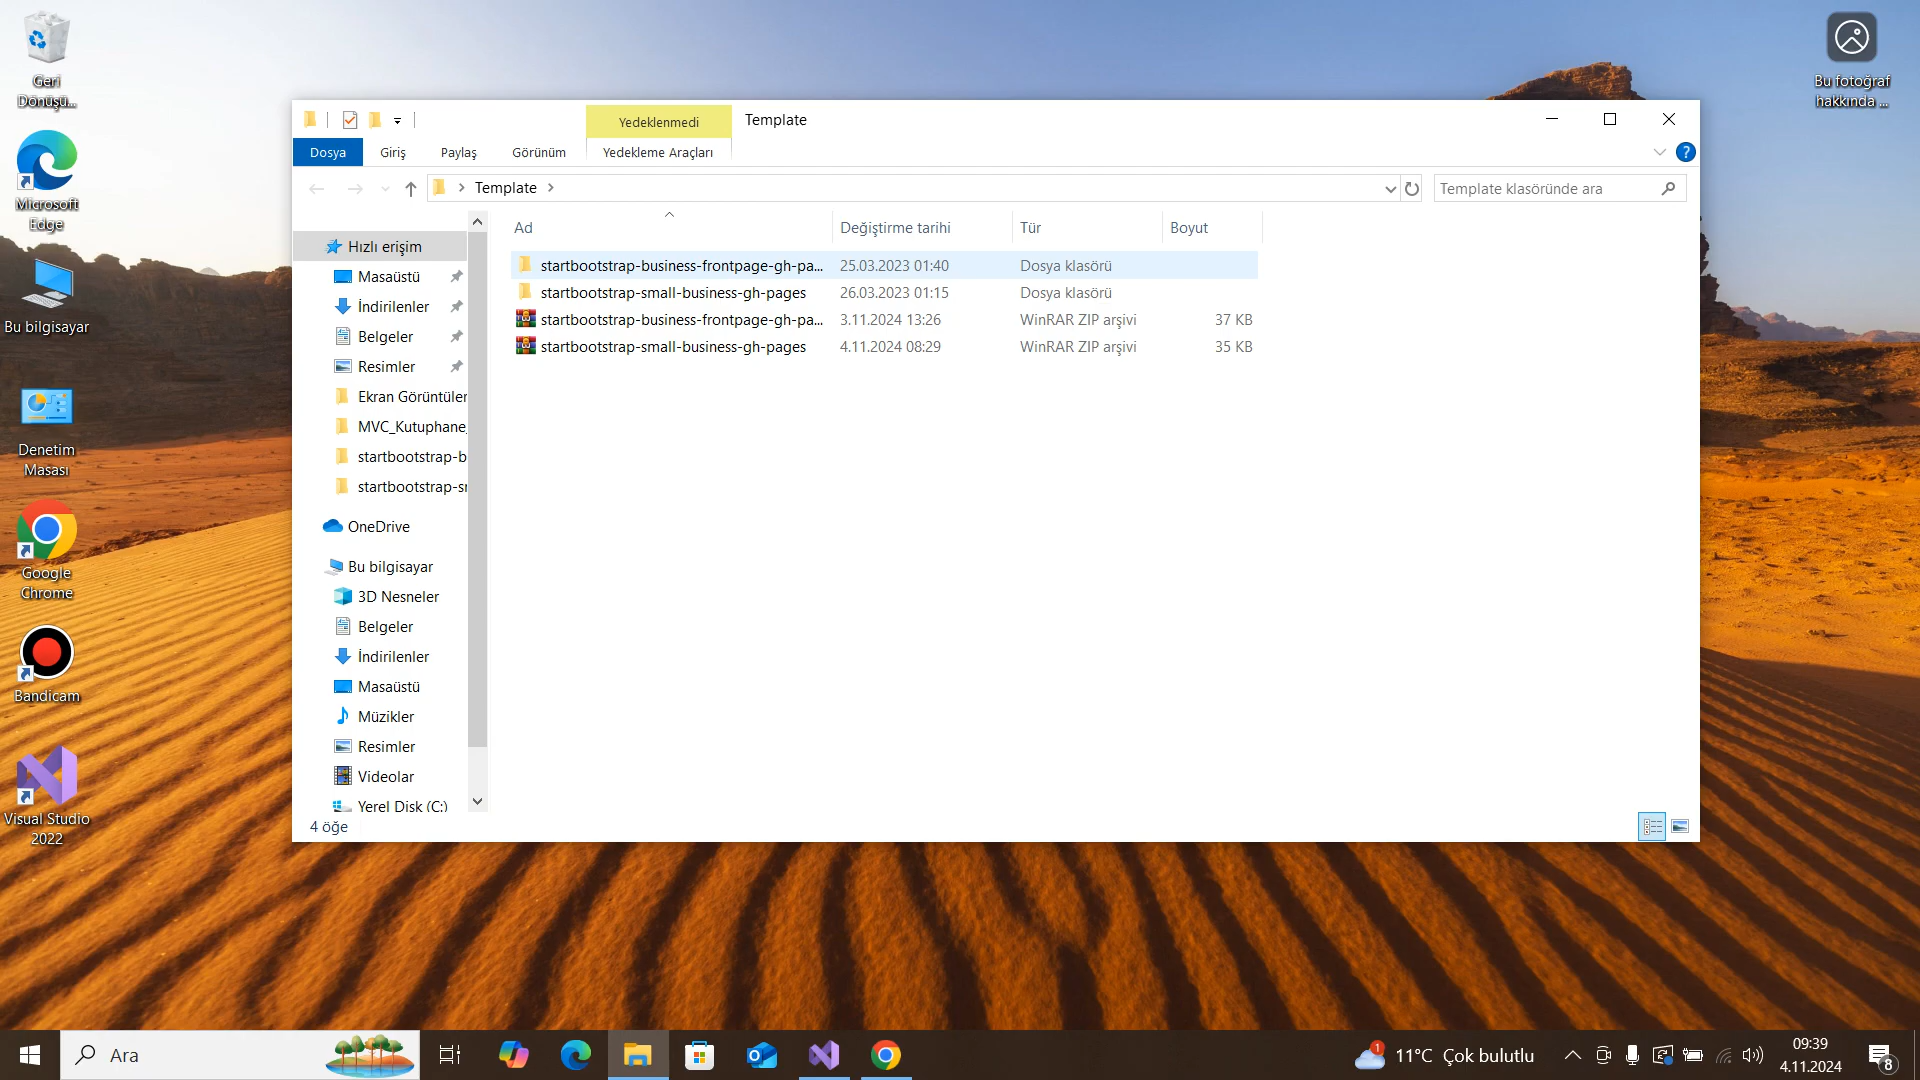 Geri
Dönüşü...
Microsoft
Edge
Bu bilgisayar
Denetim
Masası
Google
Chrome
Bandicam
Visual Studio
2022
Bu fotoğraf
hakkında ...
Yedeklenmedi
Template
Dosya
Giriş
Paylaş
Görünüm
Yedekleme Araçları
?
Template
Template klasöründe ara
Ad
Değiştirme tarihi
Tür
Boyut
startbootstrap-business-frontpage-gh-pa... 25.03.2023 01:40 Dosya klasörü
startbootstrap-small-business-gh-pages 26.03.2023 01:15 Dosya klasörü
startbootstrap-business-frontpage-gh-pa... 3.11.2024 13:26 WinRAR ZIP arşivi 37 KB
startbootstrap-small-business-gh-pages 4.11.2024 08:29 WinRAR ZIP arşivi 35 KB
Hızlı erişim
Masaüstü
İndirilenler
Belgeler
Resimler
Ekran Görüntüler
MVC_Kutuphane_
startbootstrap-b
startbootstrap-sr
OneDrive
Bu bilgisayar
3D Nesneler
Belgeler
İndirilenler
Masaüstü
Müzikler
Resimler
Videolar
Yerel Disk (C:)
4 öğe
Ara
1
11°C Çok bulutlu
09:39
4.11.2024
8